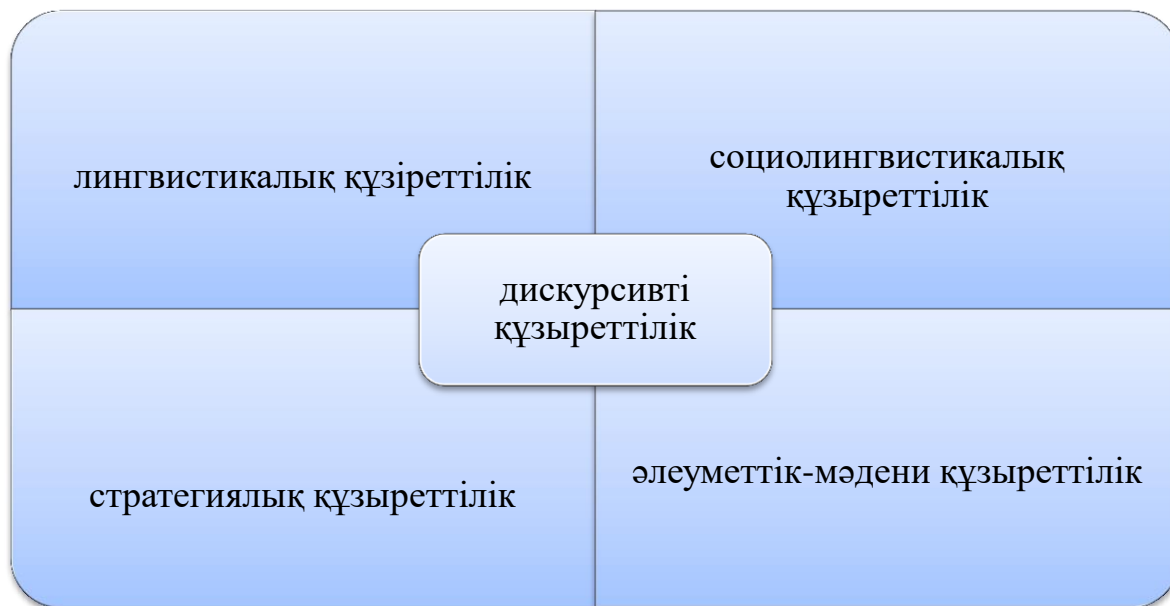 лингвистикалық құзіреттілік
социолингвистикалық
құзыреттілік
дискурсивті
құзыреттілік
стратегиялық құзыреттілік
әлеуметтік-мәдени құзыреттілік